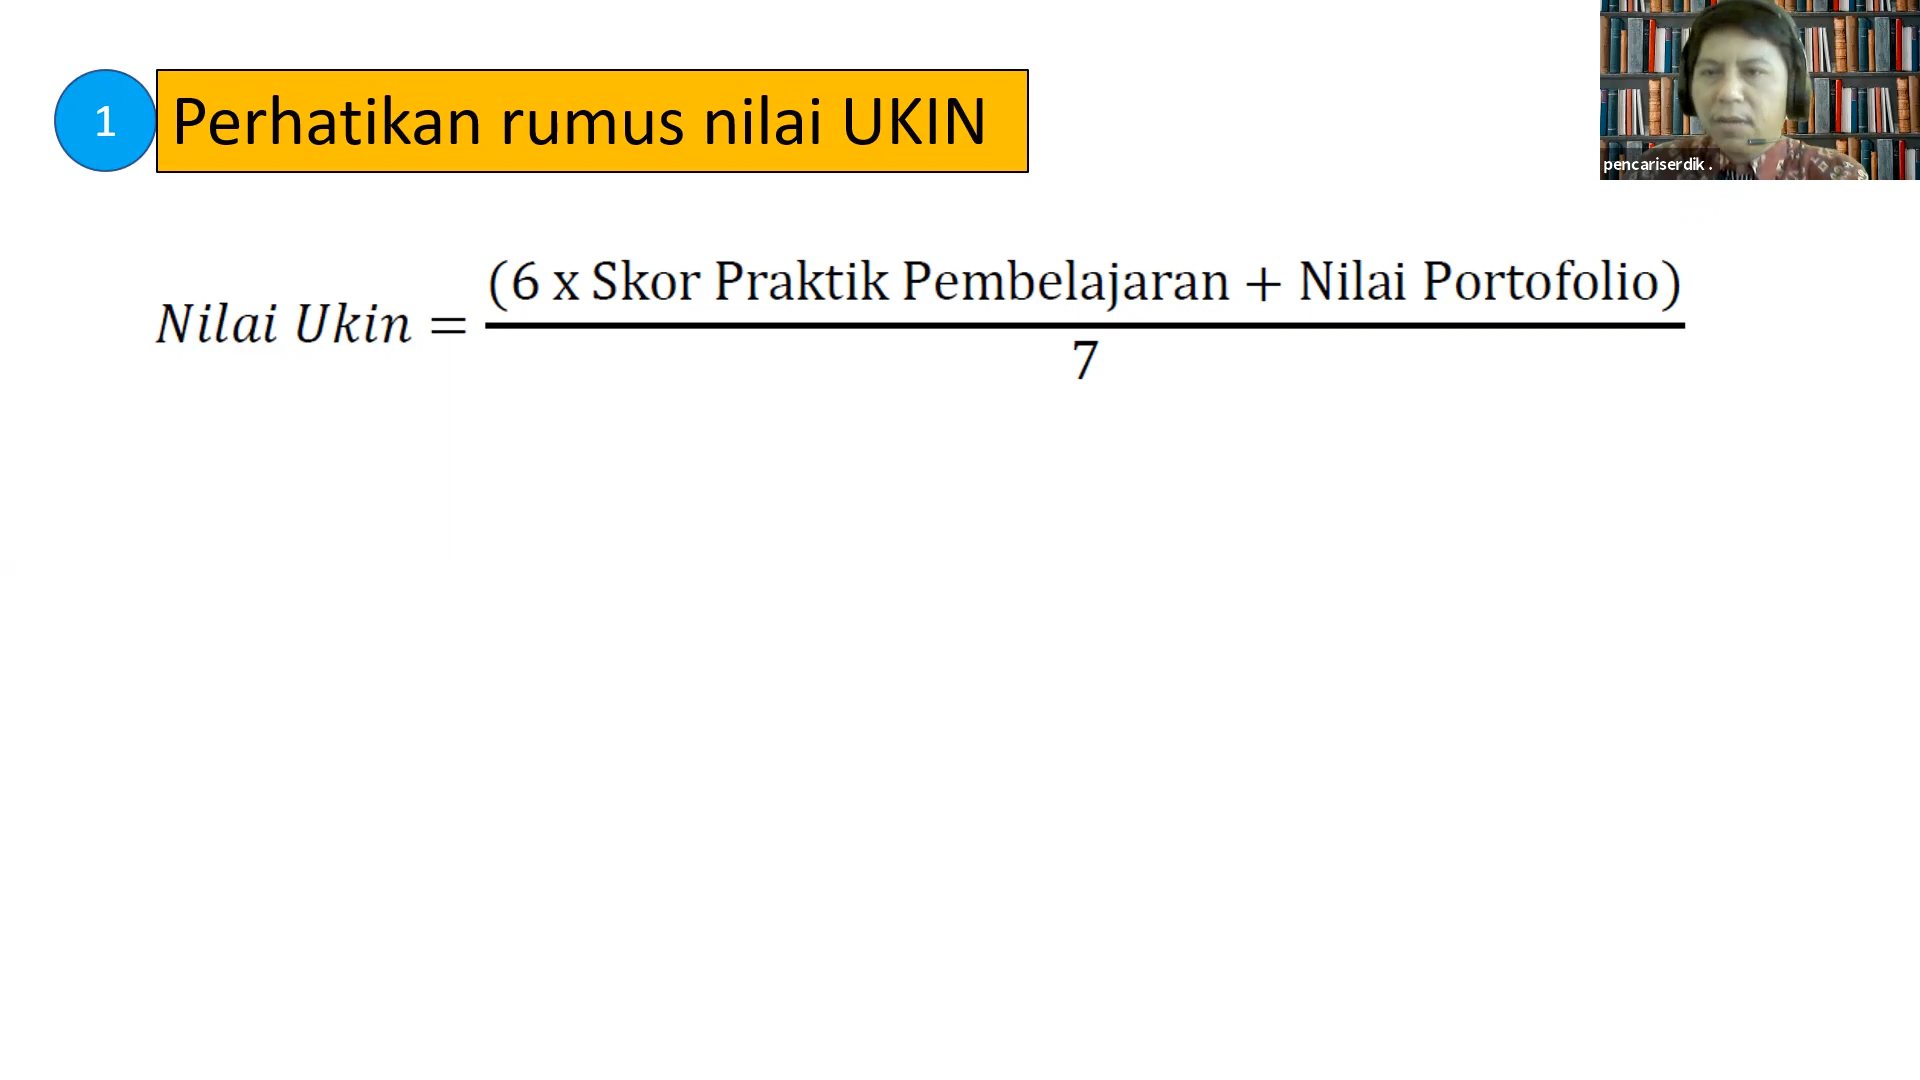 1 Perhatikan rumus nilai UKIN
pencariserdik .
(6 x Skor Praktik Pembelajaran + Nilai Portofolio)
Nilai Ukin =
7